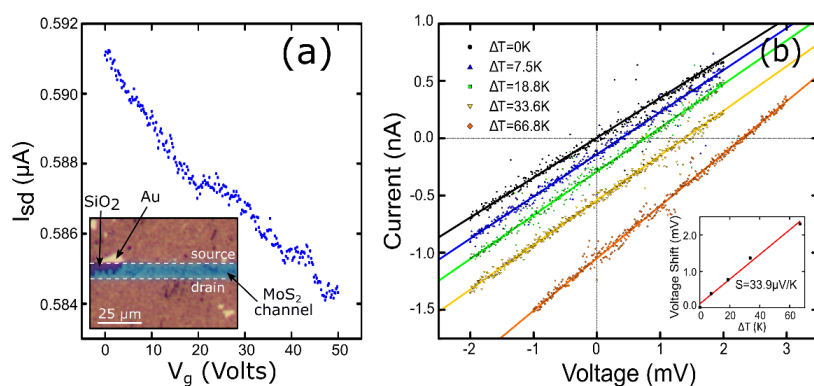 (a)
0.592
0.590
0.588
0.586
0.584
I_sd (µA)
SiO₂
Au
source
drain
MoS₂
channel
25 µm
0 10 20 30 40 50
V_g (Volts)
(b)
1.0
0.5
0.0
-0.5
-1.0
-1.5
Current (nA)
ΔT=0K
ΔT=7.5K
ΔT=18.8K
ΔT=33.6K
ΔT=66.8K
Voltage Shift (mV)
2.0
1.0
0.0
S=33.9µV/K
0 20 40 60
ΔT (K)
-2 -1 0 1 2 3
Voltage (mV)